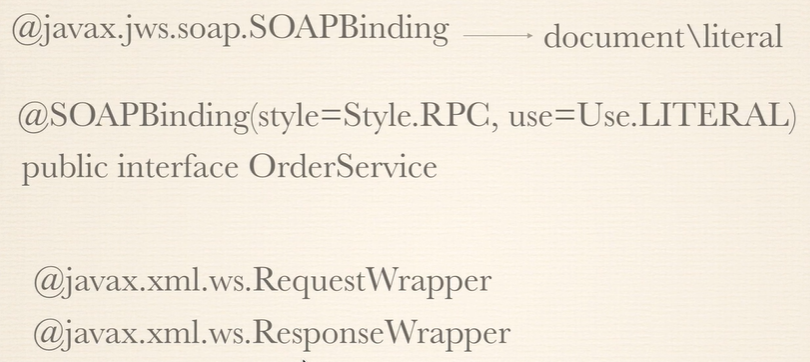 @javax.jws.soap.SOAPBinding document\literal
@SOAPBinding(style=Style.RPC, use=Use.LITERAL)
public interface OrderService
@javax.xml.ws.RequestWrapper
@javax.xml.ws.ResponseWrapper